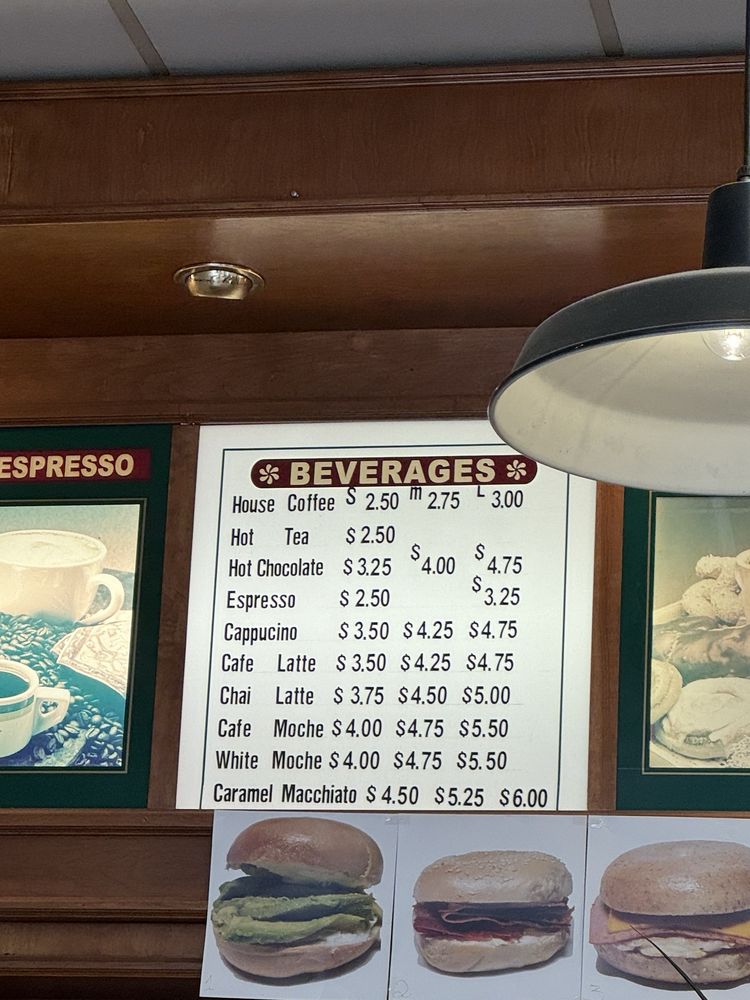 ESPRESSO
BEVERAGES
House Coffee S 2.50 m 2.75 L 3.00
Hot Tea $2.50
Hot Chocolate $3.25 $4.00 $4.75
Espresso $2.50 $3.25
Cappucino $3.50 $4.25 $4.75
Cafe Latte $3.50 $4.25 $4.75
Chai Latte $3.75 $4.50 $5.00
Cafe Moche $4.00 $4.75 $5.50
White Moche $4.00 $4.75 $5.50
Caramel Macchiato $4.50 $5.25 $6.00